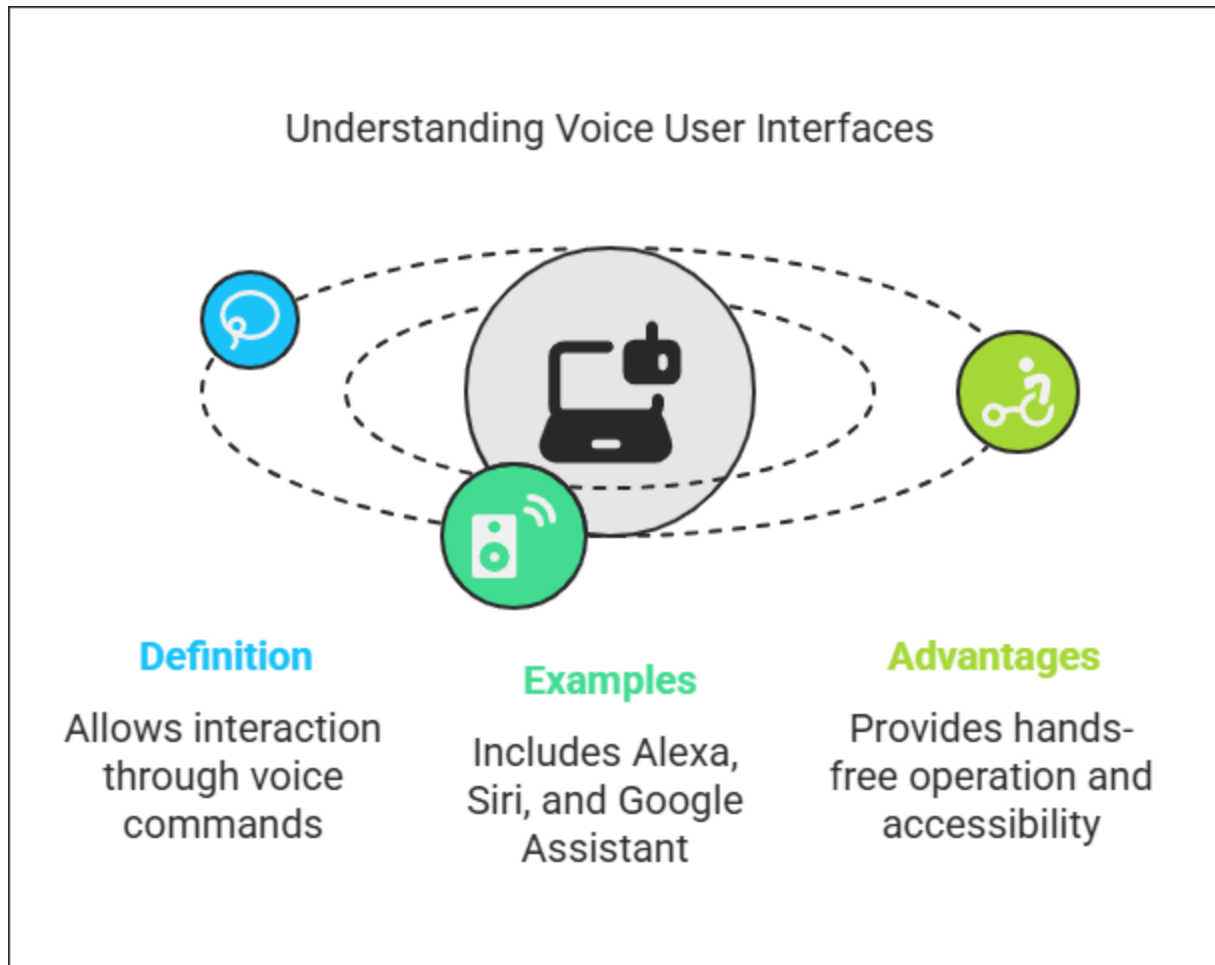 Understanding Voice User Interfaces
Definition
Allows interaction
through voice
commands
Examples
Includes Alexa,
Siri, and Google
Assistant
Advantages
Provides hands-
free operation and
accessibility